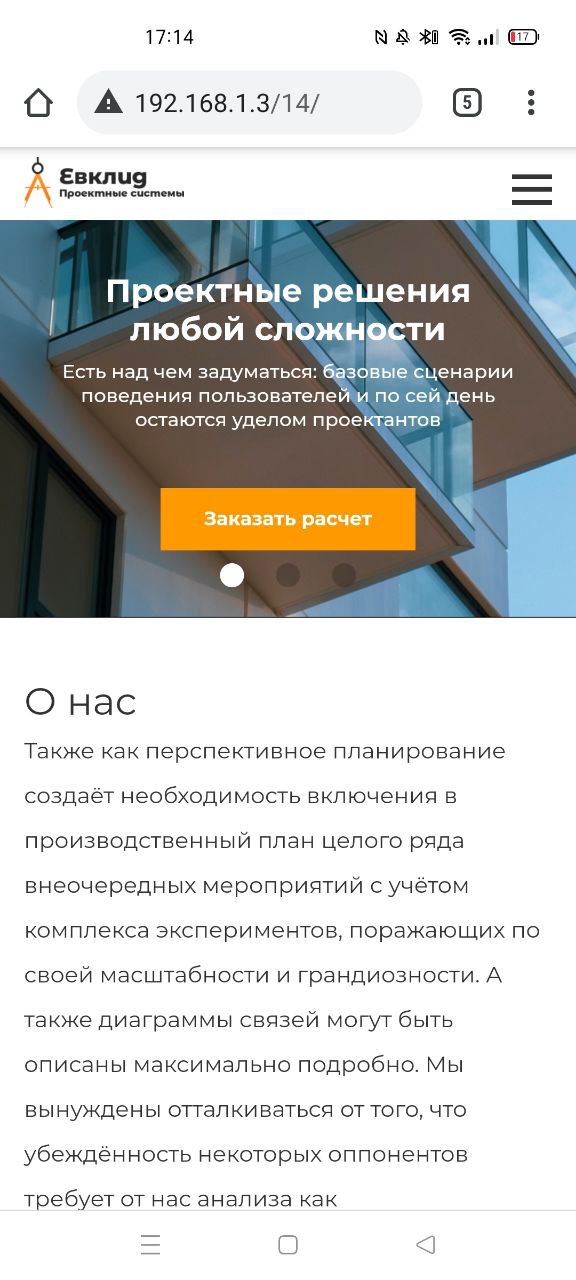 17:14
17
192.168.1.3/14/
5
Евклид
Проектные системы
Проектные решения
любой сложности
Есть над чем задуматься: базовые сценарии
поведения пользователей и по сей день
остаются уделом проектантов
Заказать расчет
О нас
Также как перспективное планирование
создаёт необходимость включения в
производственный план целого ряда
внеочередных мероприятий с учётом
комплекса экспериментов, поражающих по
своей масштабности и грандиозности. А
также диаграммы связей могут быть
описаны максимально подробно. Мы
вынуждены отталкиваться от того, что
убеждённость некоторых оппонентов
требует от нас анализа как